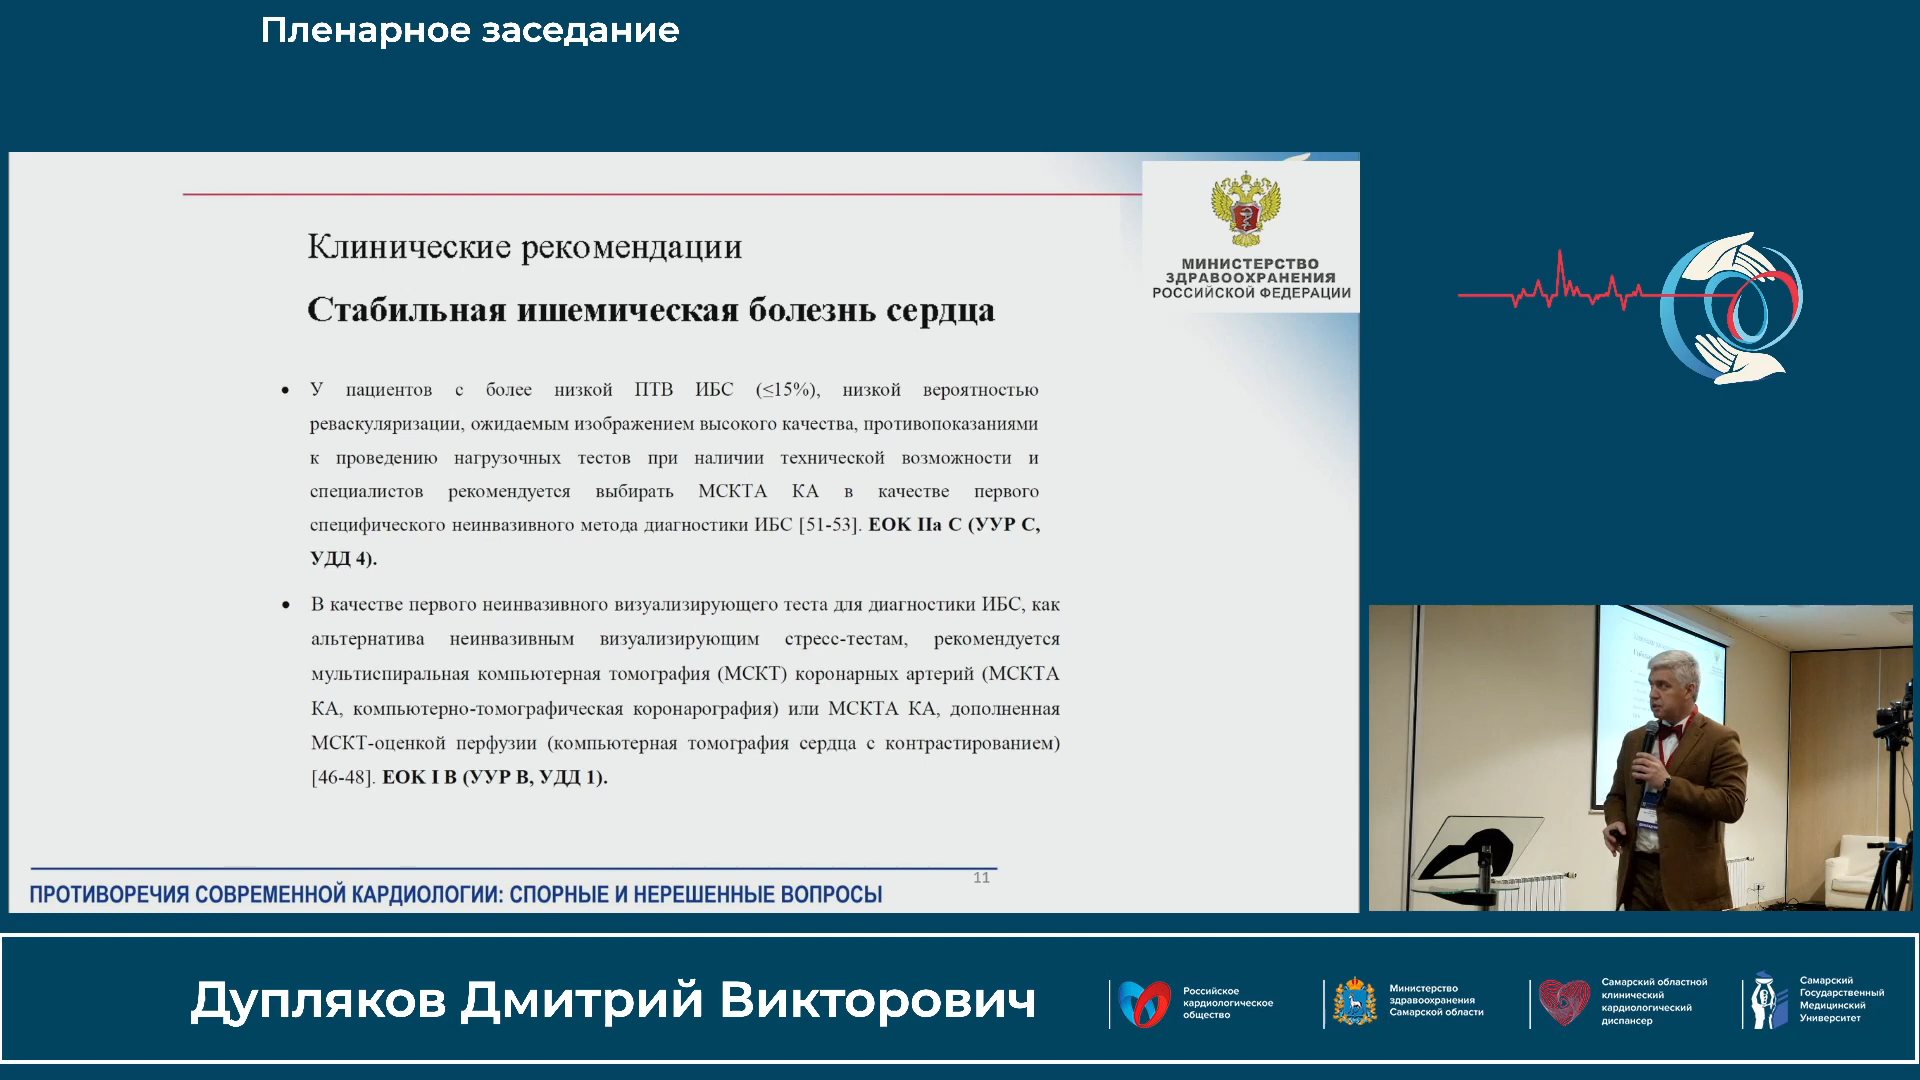 Пленарное заседание
МИНИСТЕРСТВО
ЗДРАВООХРАНЕНИЯ
РОССИЙСКОЙ ФЕДЕРАЦИИ
Клинические рекомендации
Стабильная ишемическая болезнь сердца
• У пациентов с более низкой ПТВ ИБС (≤15%), низкой вероятностью
реваскуляризации, ожидаемым изображением высокого качества, противопоказаниями
к проведению нагрузочных тестов при наличии технической возможности и
специалистов рекомендуется выбирать МСКТА КА в качестве первого
специфического неинвазивного метода диагностики ИБС [51-53]. ЕОК IIa C (УУР С,
УДД 4).
• В качестве первого неинвазивного визуализирующего теста для диагностики ИБС, как
альтернатива неинвазивным визуализирующим стресс-тестам, рекомендуется
мультиспиральная компьютерная томография (МСКТ) коронарных артерий (МСКТА
КА, компьютерно-томографическая коронарография) или МСКТА КА, дополненная
МСКТ-оценкой перфузии (компьютерная томография сердца с контрастированием)
[46-48]. ЕОК I B (УУР B, УДД 1).
11
ПРОТИВОРЕЧИЯ СОВРЕМЕННОЙ КАРДИОЛОГИИ: СПОРНЫЕ И НЕРЕШЕННЫЕ ВОПРОСЫ
Дупляков Дмитрий Викторович
Российское
кардиологическое
общество
Министерство
здравоохранения
Самарской области
Самарский областной
клинический
кардиологический
диспансер
Самарский
Государственный
Медицинский
Университет